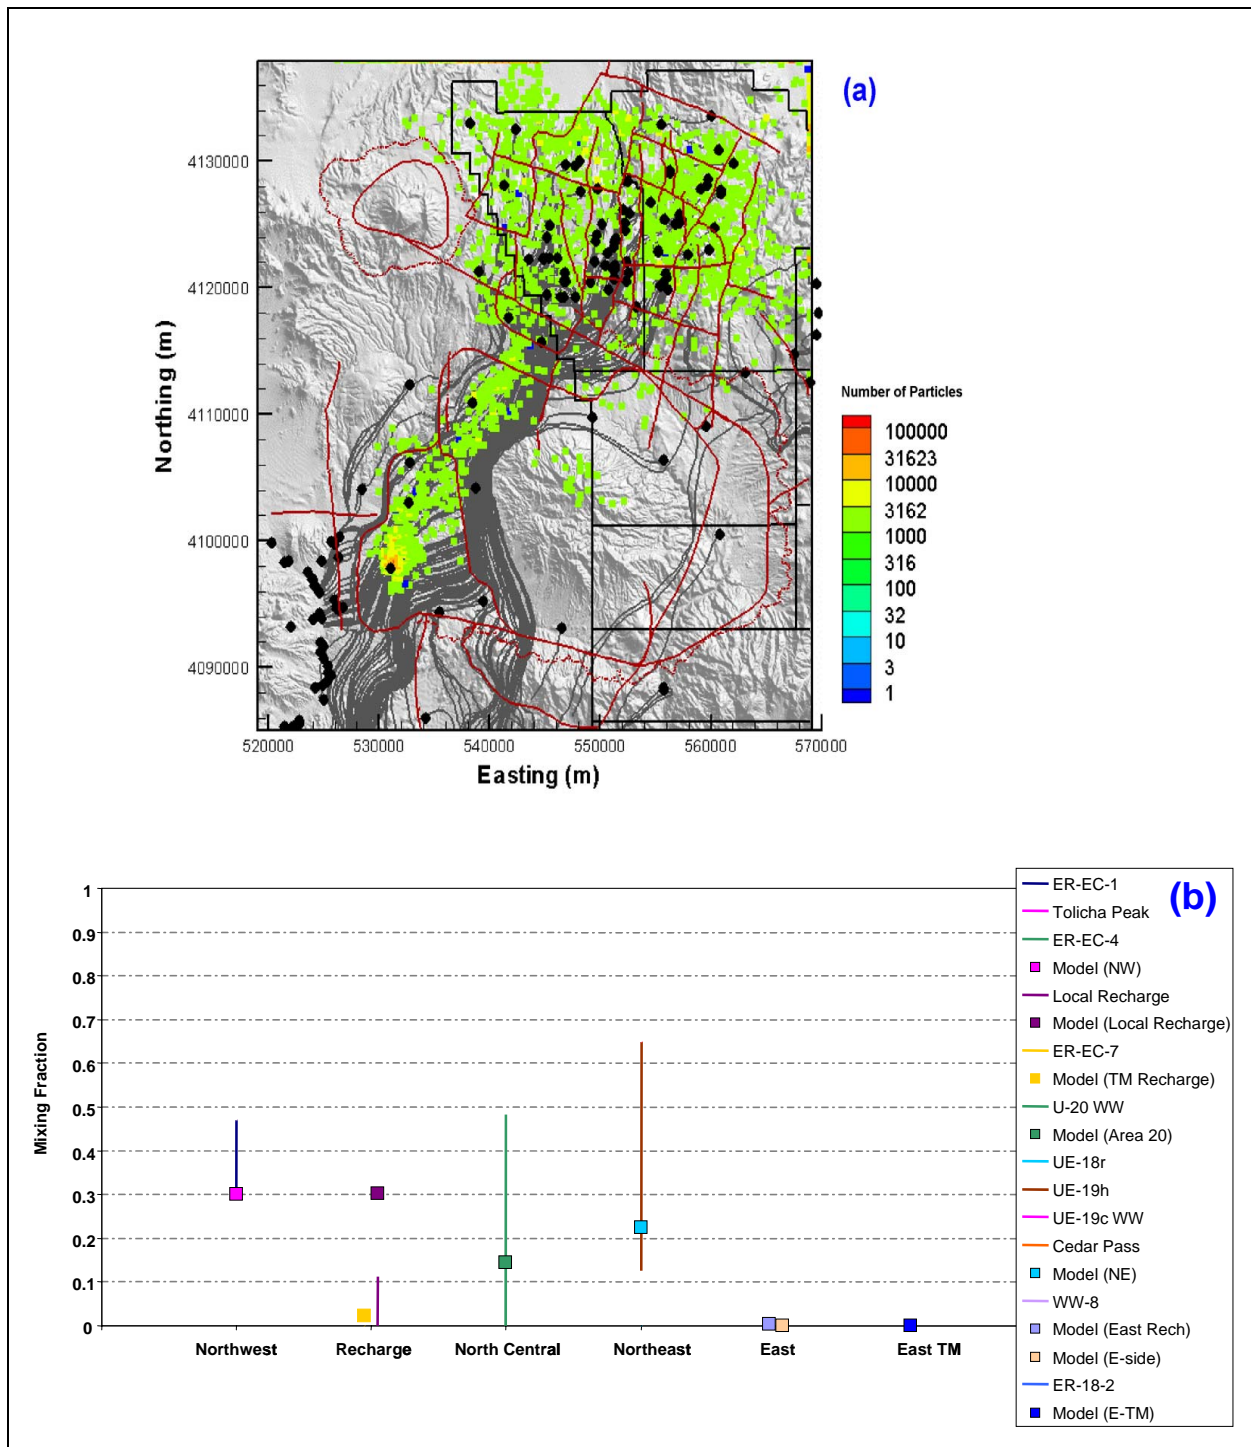 (a)
4130000
4120000
4110000
4100000
4090000
Northing (m)
520000 530000 540000 550000 560000 570000
Easting (m)
Number of Particles
100000
31623
10000
3162
1000
316
100
32
10
3
1
(b)
1
0.9
0.8
0.7
0.6
0.5
0.4
0.3
0.2
0.1
0
Mixing Fraction
Northwest Recharge North Central Northeast East East TM
ER-EC-1
Tolicha Peak
ER-EC-4
Model (NW)
Local Recharge
Model (Local Recharge)
ER-EC-7
Model (TM Recharge)
U-20 WW
Model (Area 20)
UE-18r
UE-19h
UE-19c WW
Cedar Pass
Model (NE)
WW-8
Model (East Rech)
Model (E-side)
ER-18-2
Model (E-TM)